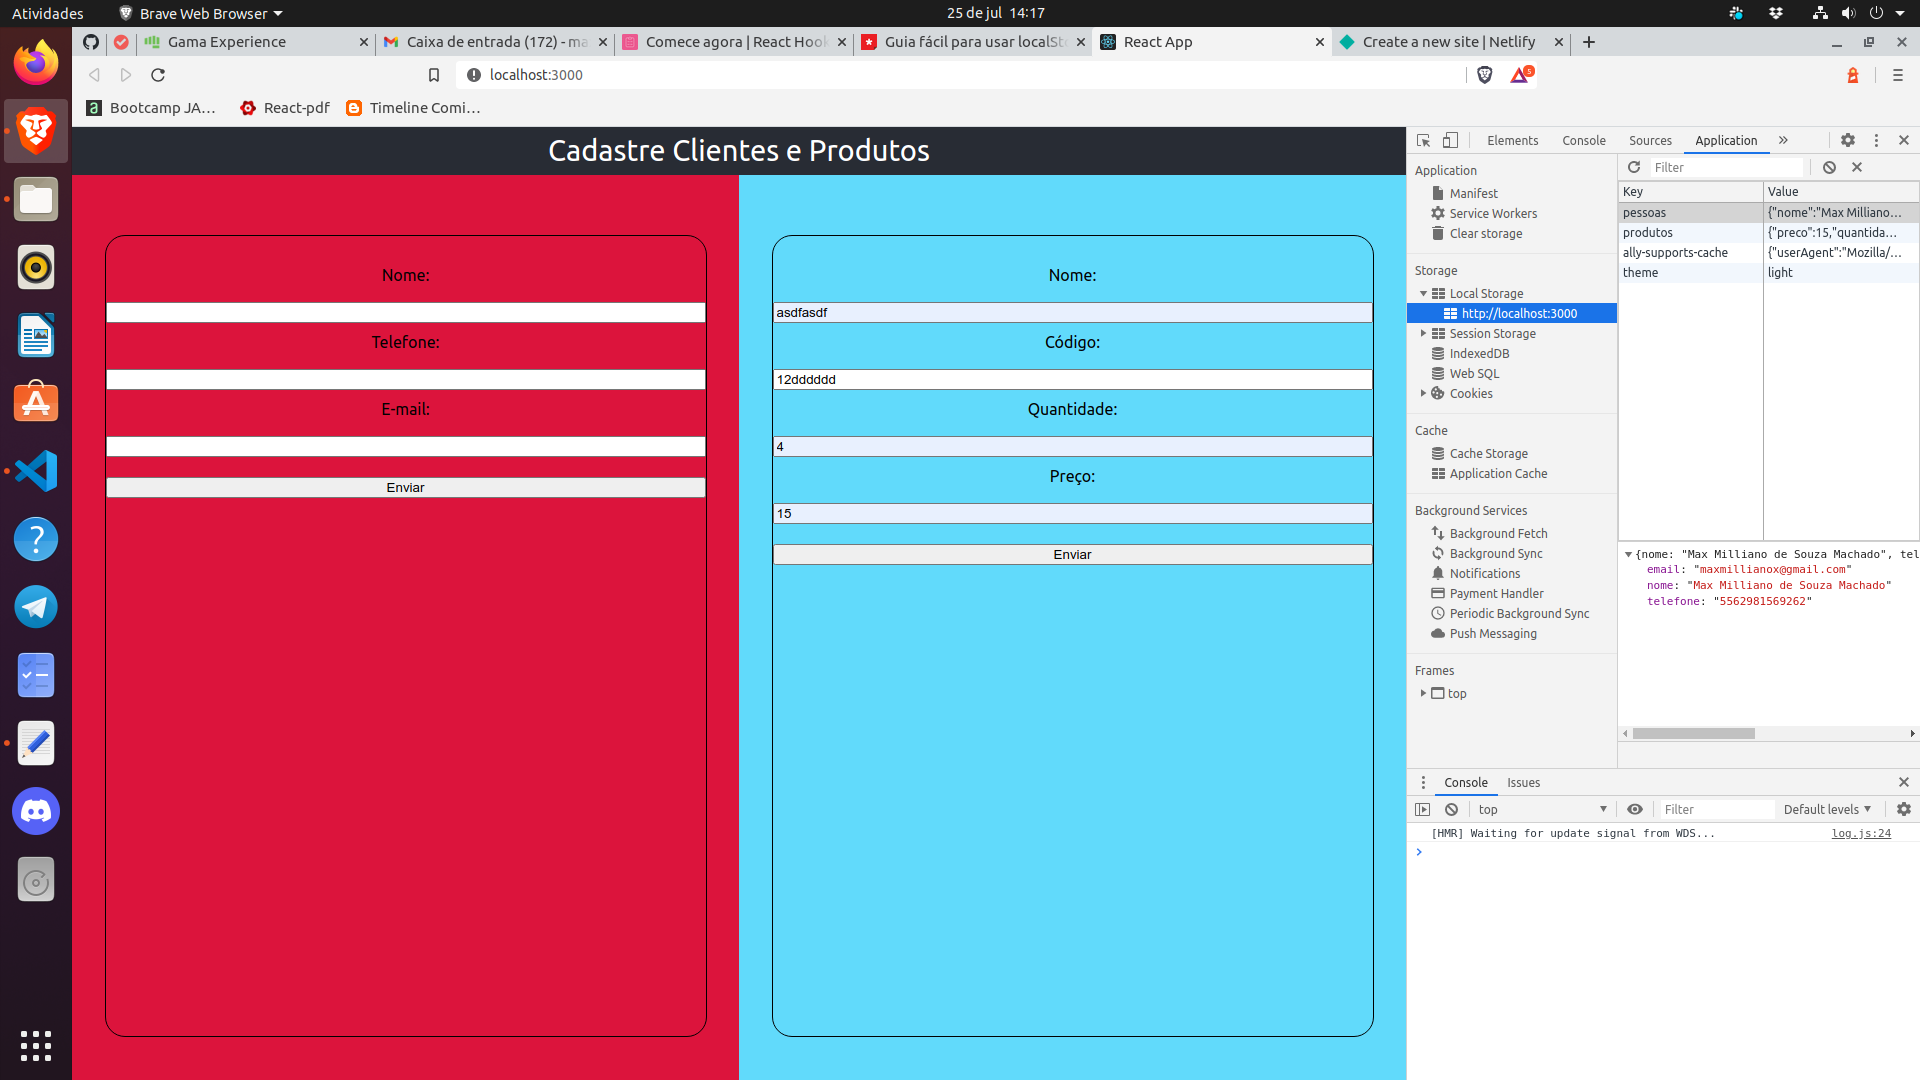 Atividades
Brave Web Browser
25 de jul 14:17
Gama Experience
Caixa de entrada (172) - ma
Comece agora | React Hook
Guia fácil para usar localSto
React App
Create a new site | Netlify
localhost:3000
5
Bootcamp JA...
React-pdf
Timeline Comi...
Cadastre Clientes e Produtos
Nome:
Telefone:
E-mail:
Enviar
Nome:
asdfasdf
Código:
12dddddd
Quantidade:
4
Preço:
15
Enviar
Elements
Console
Sources
Application
Application
Manifest
Service Workers
Clear storage
Storage
Local Storage
http://localhost:3000
Session Storage
IndexedDB
Web SQL
Cookies
Cache
Cache Storage
Application Cache
Background Services
Background Fetch
Background Sync
Notifications
Payment Handler
Periodic Background Sync
Push Messaging
Frames
top
Filter
Key Value
pessoas {"nome":"Max Milliano...
produtos {"preco":15,"quantida...
ally-supports-cache {"userAgent":"Mozilla/...
theme light
{nome: "Max Milliano de Souza Machado", tel
email: "maxmillianox@gmail.com"
nome: "Max Milliano de Souza Machado"
telefone: "5562981569262"
Console
Issues
top
Filter
Default levels
[HMR] Waiting for update signal from WDS...
log.js:24